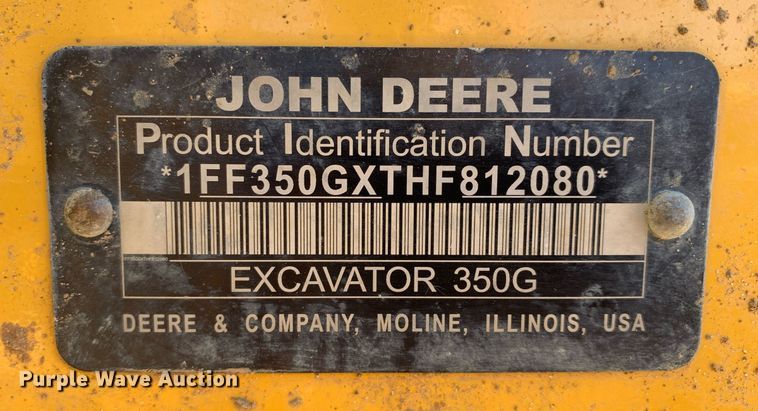 JOHN DEERE
Product Identification Number
*1FF350GXTHF812080*
EXCAVATOR 350G
DEERE & COMPANY, MOLINE, ILLINOIS, USA
Purple Wave Auction